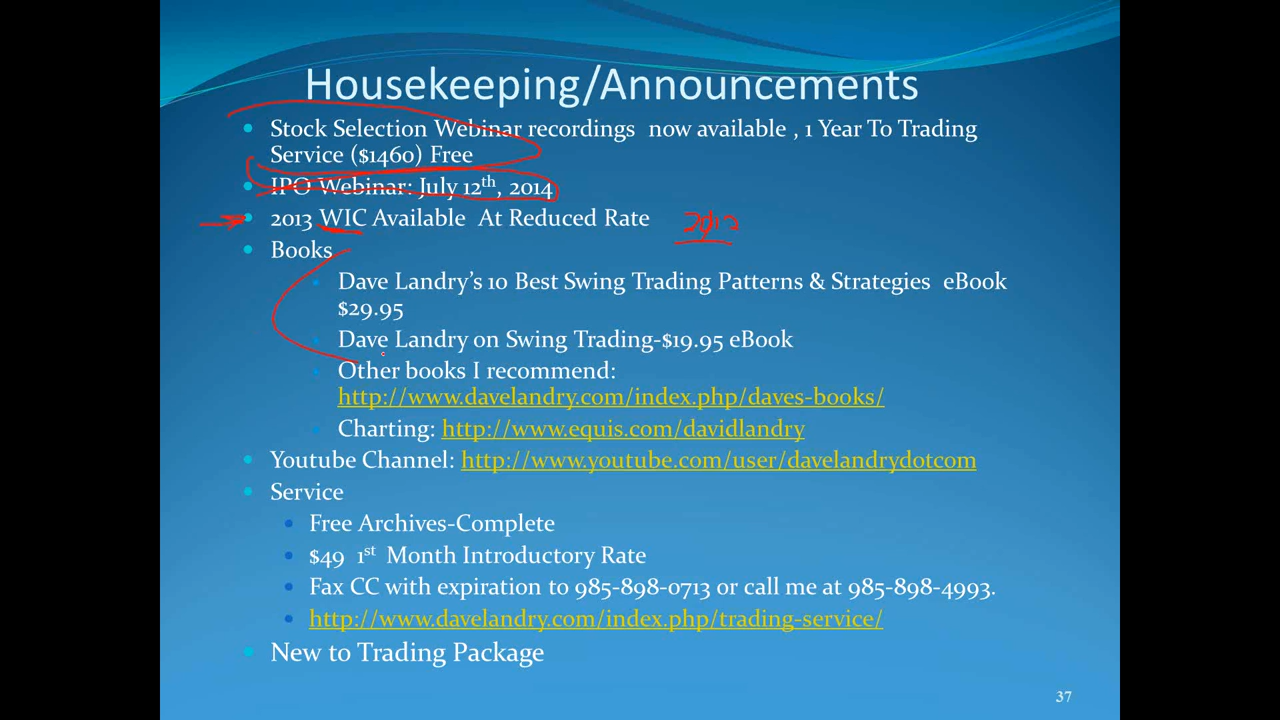 Housekeeping/Announcements
Stock Selection Webinar recordings now available , 1 Year To Trading
Service ($1460) Free
IPO Webinar: July 12th, 2014
2013 WIC Available At Reduced Rate
Books
Dave Landry's 10 Best Swing Trading Patterns & Strategies eBook
$29.95
Dave Landry on Swing Trading-$19.95 eBook
Other books I recommend:
http://www.davelandry.com/index.php/daves-books/
Charting: http://www.equis.com/davidlandry
Youtube Channel: http://www.youtube.com/user/davelandrydotcom
Service
Free Archives-Complete
$49 1st Month Introductory Rate
Fax CC with expiration to 985-898-0713 or call me at 985-898-4993.
http://www.davelandry.com/index.php/trading-service/
New to Trading Package
37